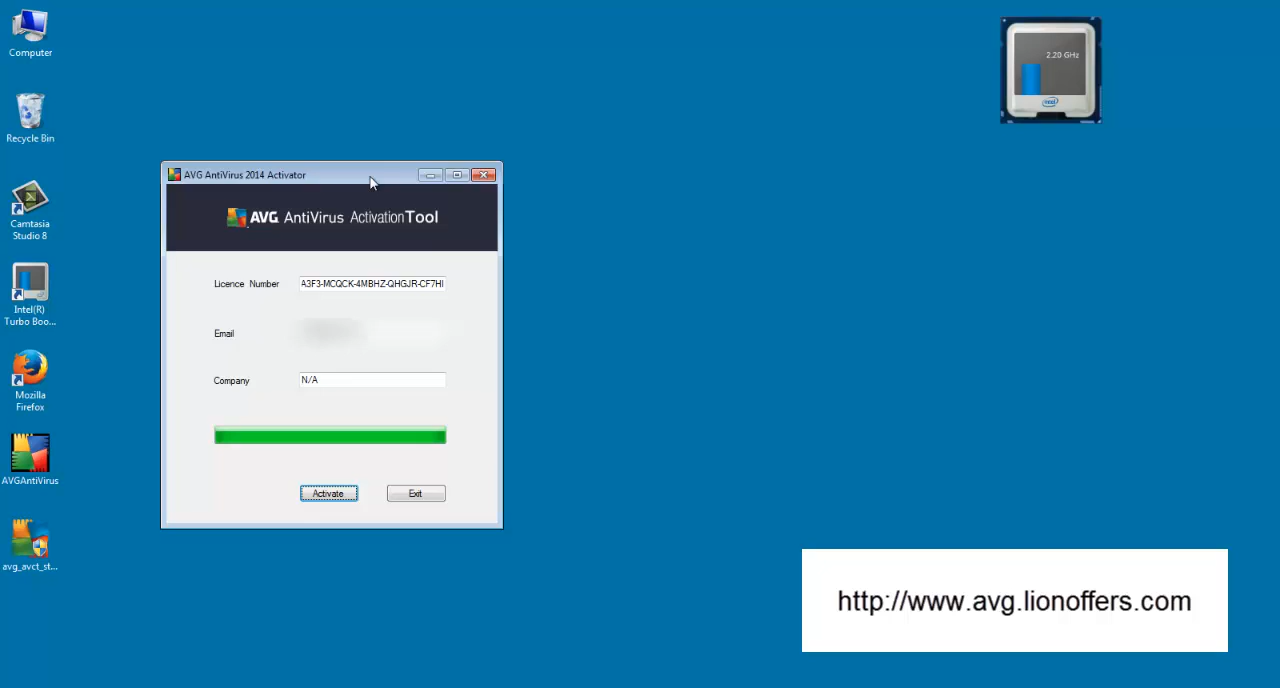 Computer
Recycle Bin
Camtasia
Studio 8
Intel(R)
Turbo Boo...
Mozilla
Firefox
AVGAntiVirus
avg_avct_st...
2.20 GHz
intel
AVG AntiVirus 2014 Activator
AVG AntiVirus ActivationTool
Licence Number A3F3-MCQCK-4MBHZ-QHGJR-CF7HI
Email
Company N/A
Activate Exit
http://www.avg.lionoffers.com